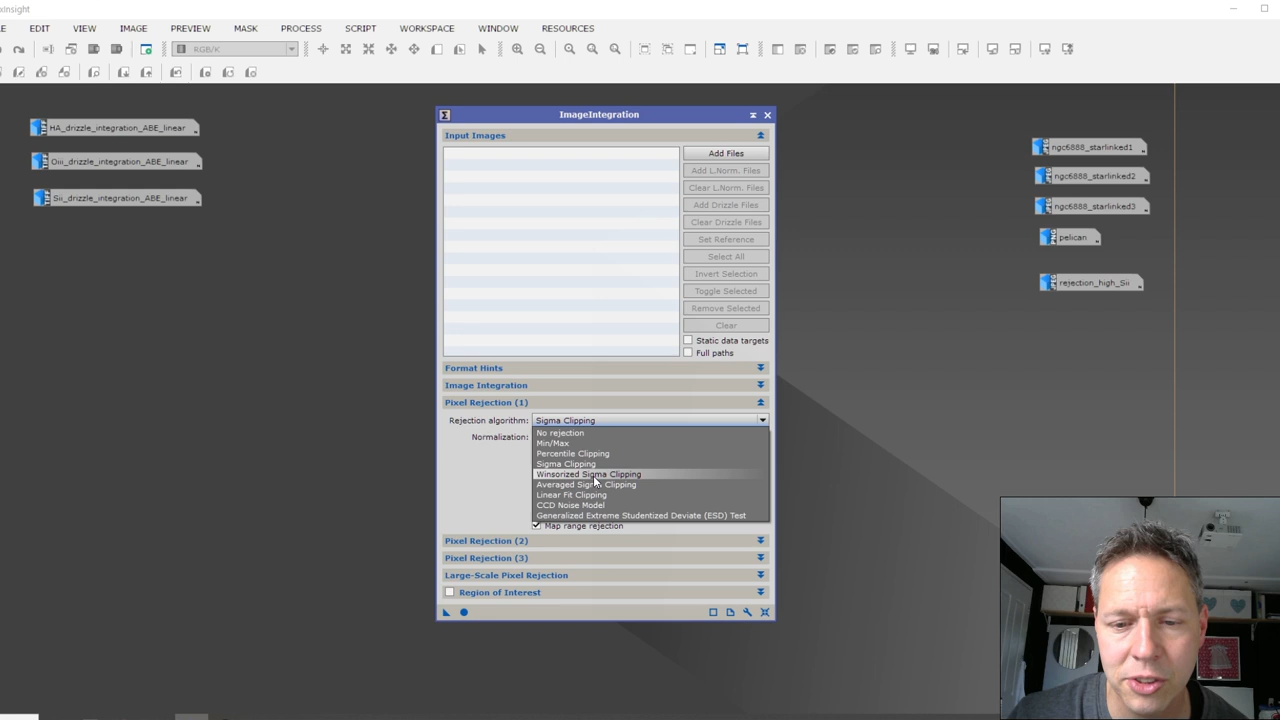 xInsight
LE EDIT VIEW IMAGE PREVIEW MASK PROCESS SCRIPT WORKSPACE WINDOW RESOURCES
RGB/K
HA_drizzle_integration_ABE_linear
Oiii_drizzle_integration_ABE_linear
Sii_drizzle_integration_ABE_linear
ImageIntegration
Input Images
Add Files
Add L.Norm. Files
Clear L.Norm. Files
Add Drizzle Files
Clear Drizzle Files
Set Reference
Select All
Invert Selection
Toggle Selected
Remove Selected
Clear
Static data targets
Full paths
Format Hints
Image Integration
Pixel Rejection (1)
Rejection algorithm: Sigma Clipping
Normalization:
No rejection
Min/Max
Percentile Clipping
Sigma Clipping
Winsorized Sigma Clipping
Averaged Sigma Clipping
Linear Fit Clipping
CCD Noise Model
Generalized Extreme Studentized Deviate (ESD) Test
Map range rejection
Pixel Rejection (2)
Pixel Rejection (3)
Large-Scale Pixel Rejection
Region of Interest
ngc6888_starlinked1
ngc6888_starlinked2
ngc6888_starlinked3
pelican
rejection_high_Sii